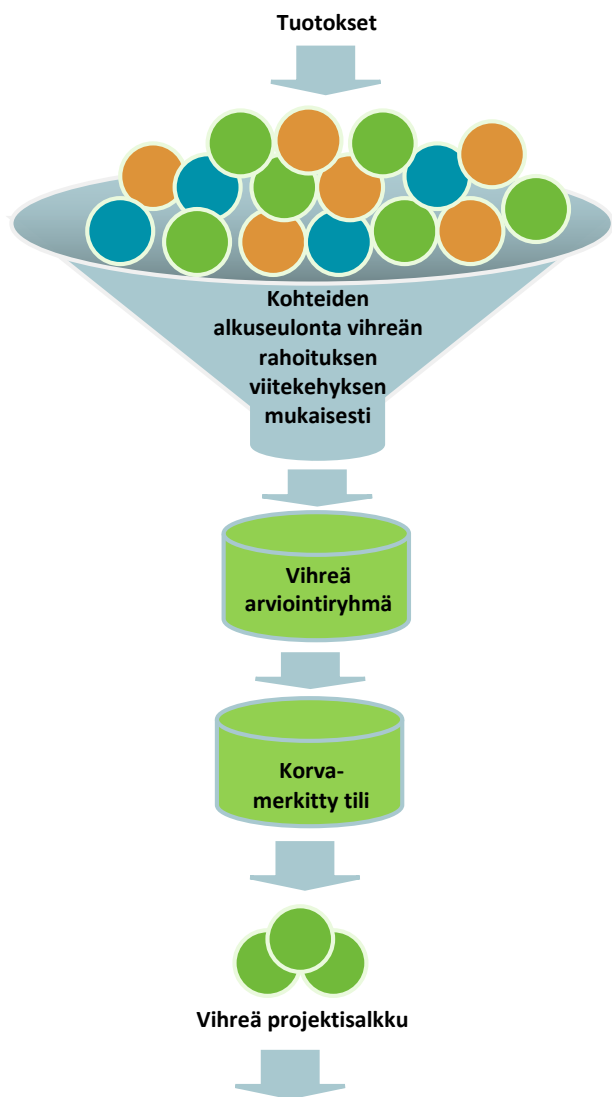 Tuotokset
Kohteiden
alkuseulonta vihreän
rahoituksen
viitekehyksen
mukaisesti
Vihreä
arviointiryhmä
Korva-
merkitty tili
Vihreä projektisalkku